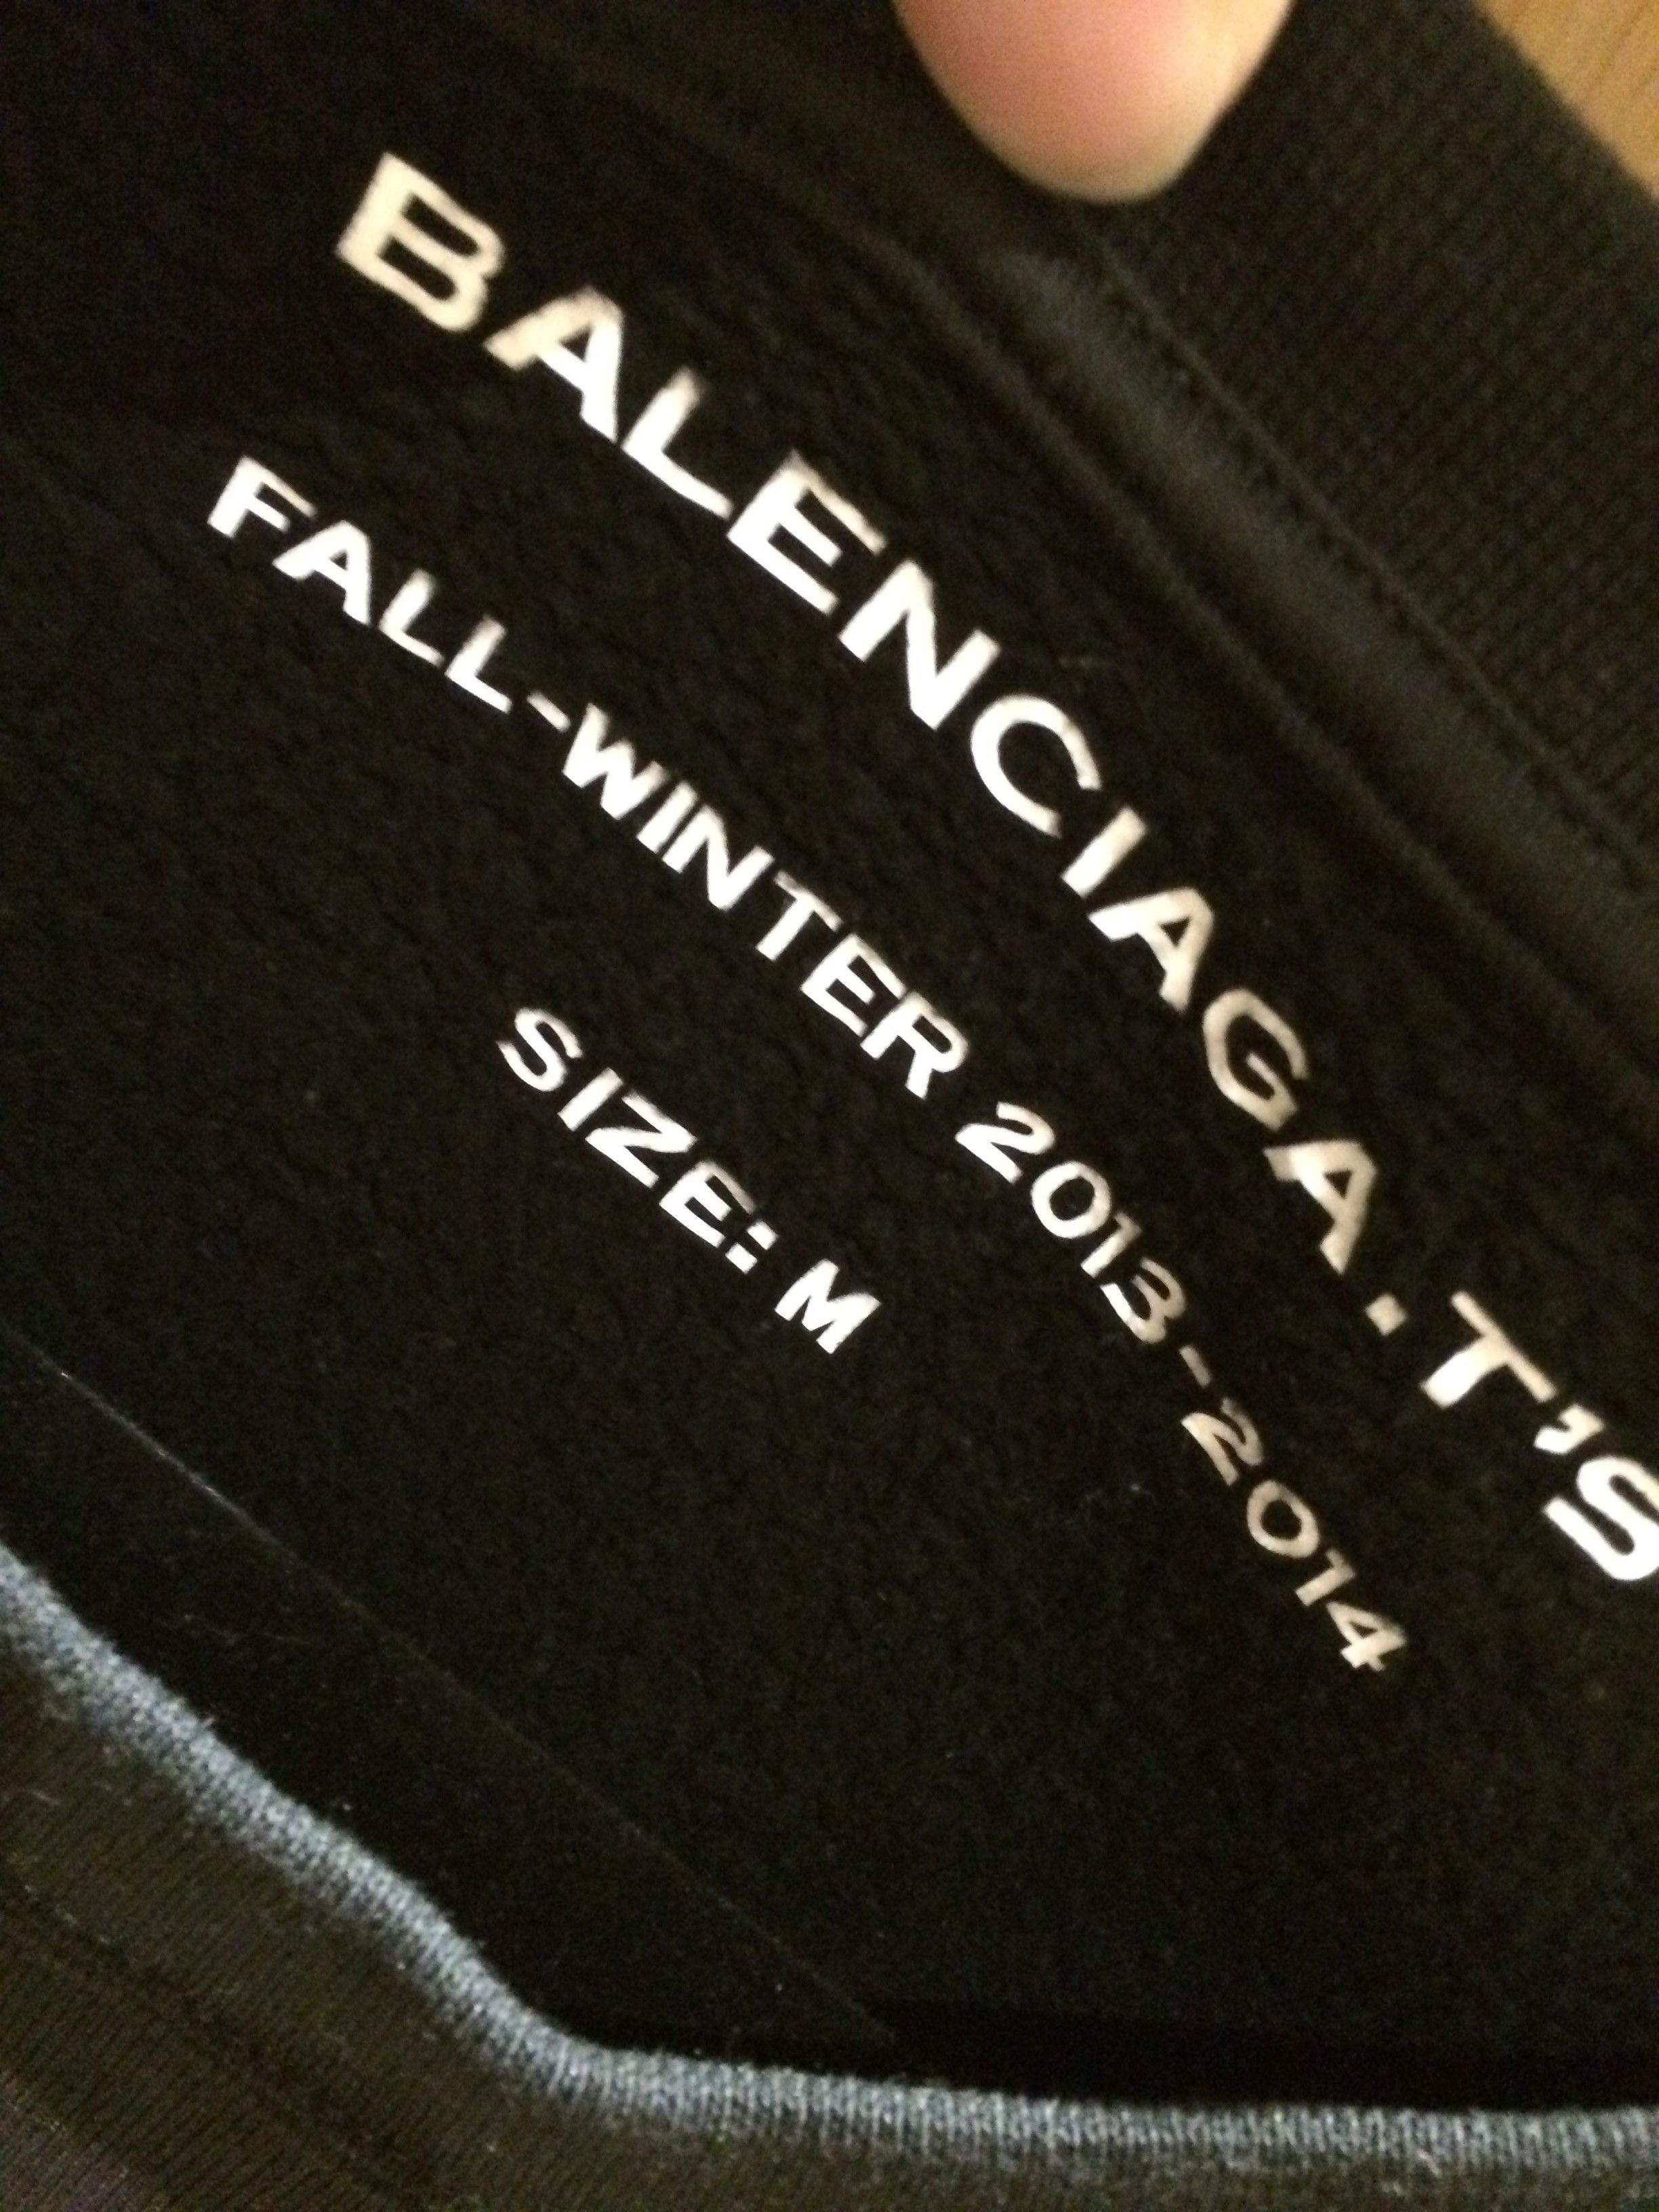 BALENCIAGA.T'S
FALL-WINTER 2013-2014
SIZE: M